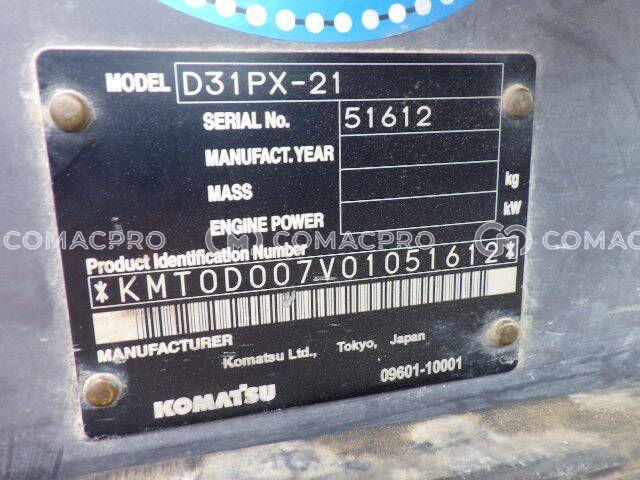 MODEL D31PX-21
SERIAL No. 51612
MANUFACT. YEAR
MASS kg
ENGINE POWER kW
COMACPRO COMACPRO COMACPRO
Product Identification Number
*KMT0D007V01051612*
MANUFACTURER
Komatsu Ltd., Tokyo, Japan
KOMATSU 09601-10001